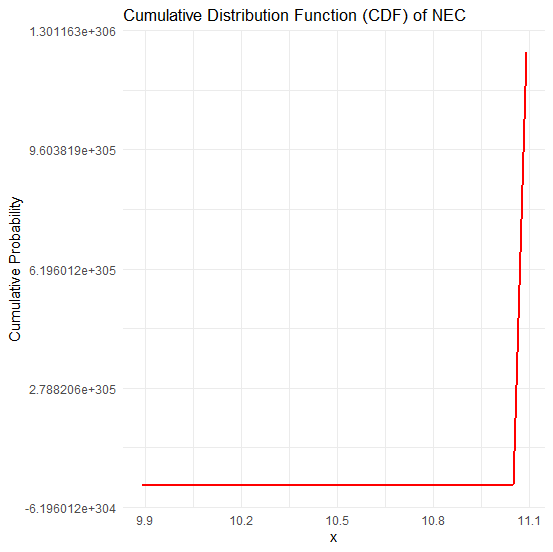 Cumulative Distribution Function (CDF) of NEC
1.301163e+306
9.603819e+305
6.196012e+305
2.788206e+305
-6.196012e+304
Cumulative Probability
9.9 10.2 10.5 10.8 11.1
x